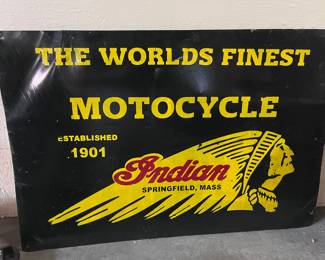 THE WORLDS FINEST
MOTOCYCLE
ESTABLISHED
1901
Indian
SPRINGFIELD, MASS